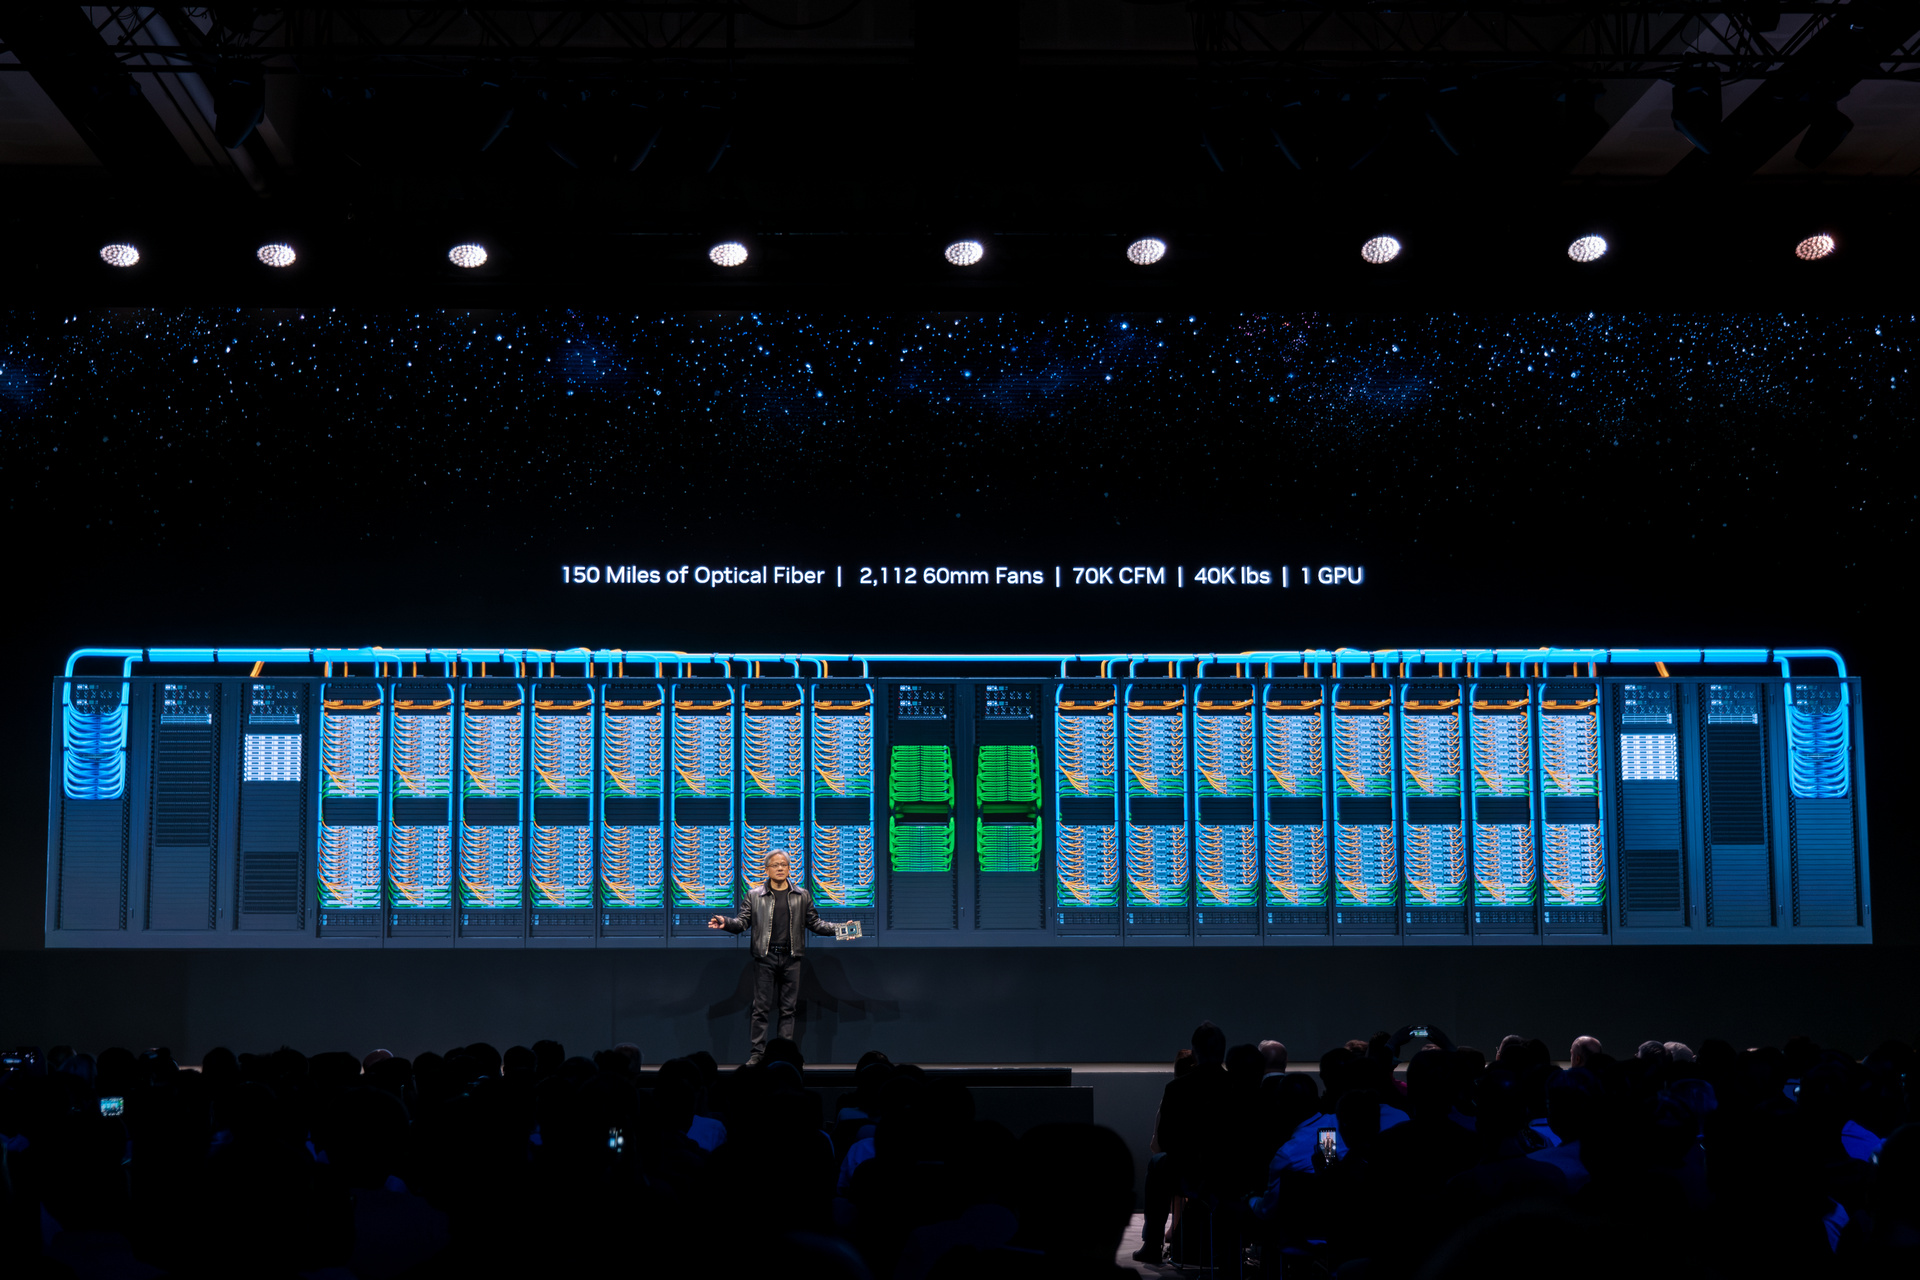 150 Miles of Optical Fiber | 2,112 60mm Fans | 70K CFM | 40K lbs | 1 GPU